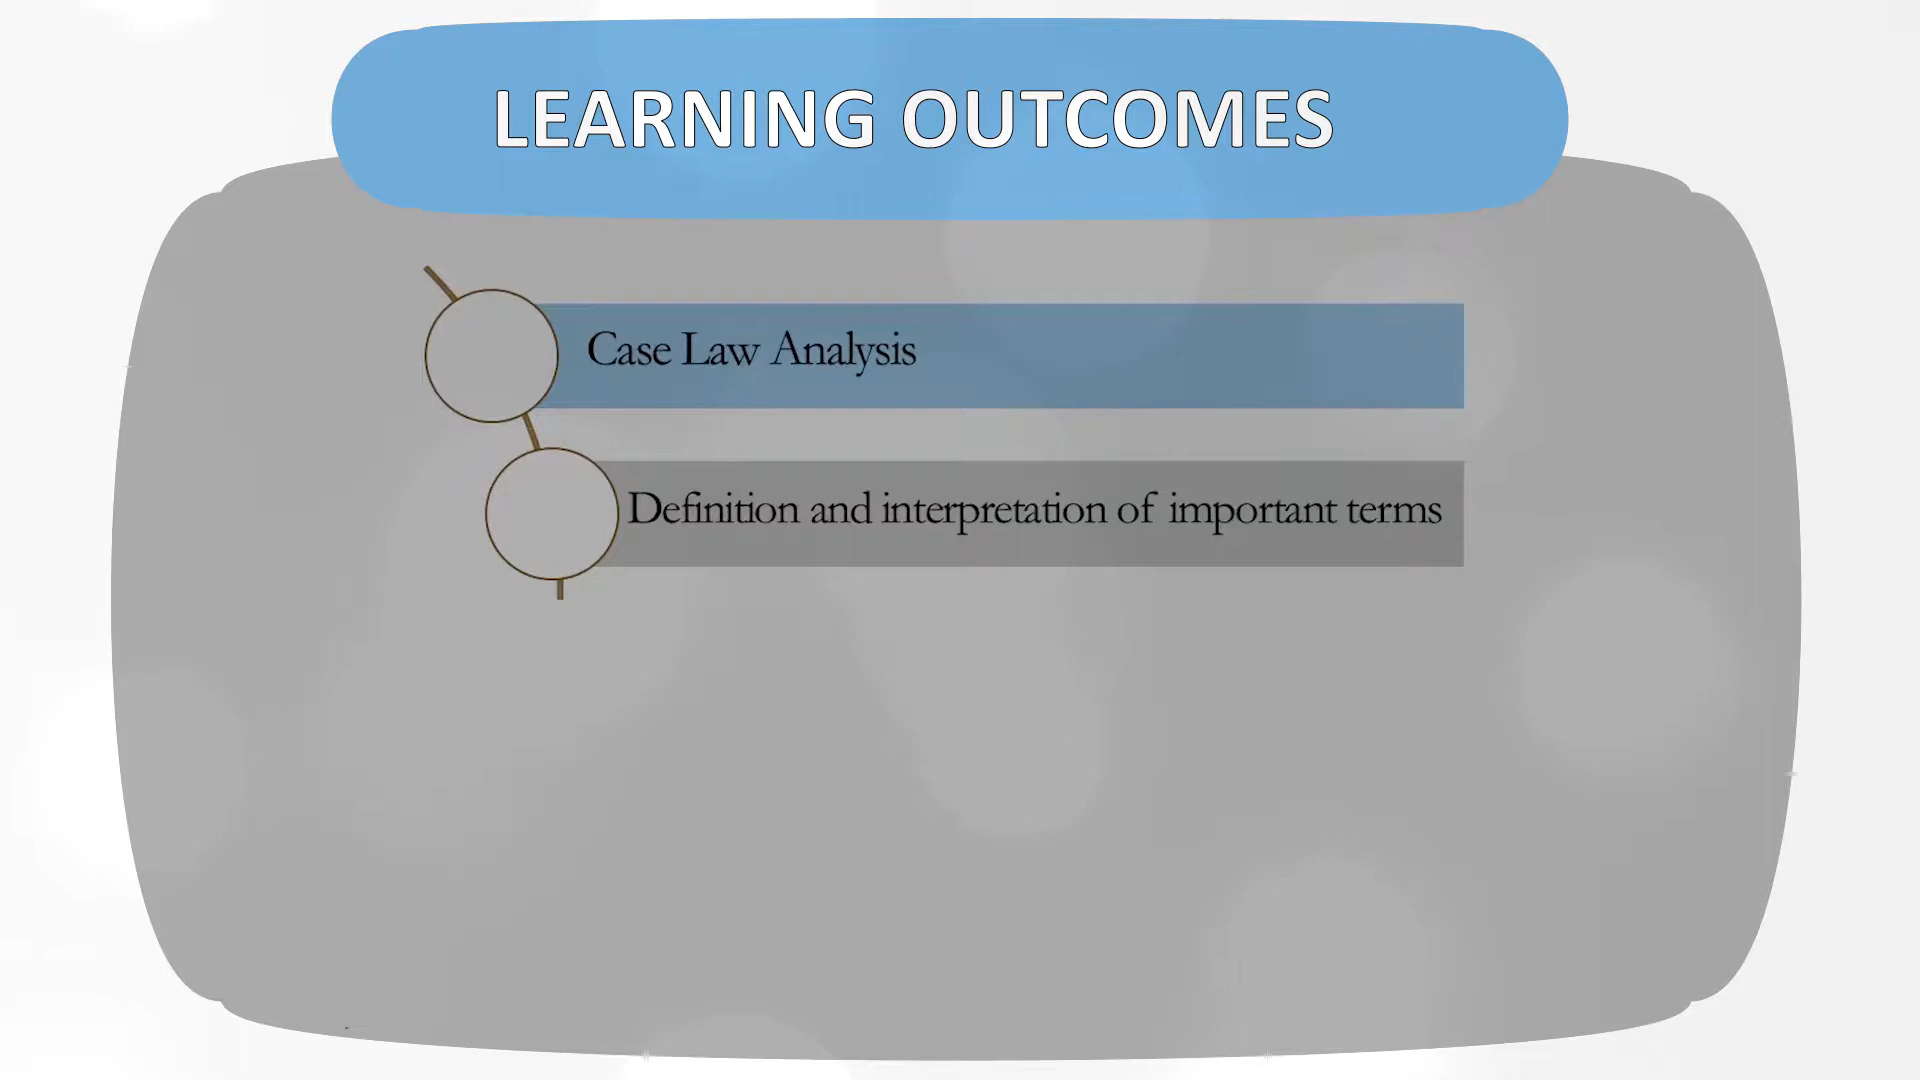 LEARNING OUTCOMES
Case Law Analysis
Definition and interpretation of important terms